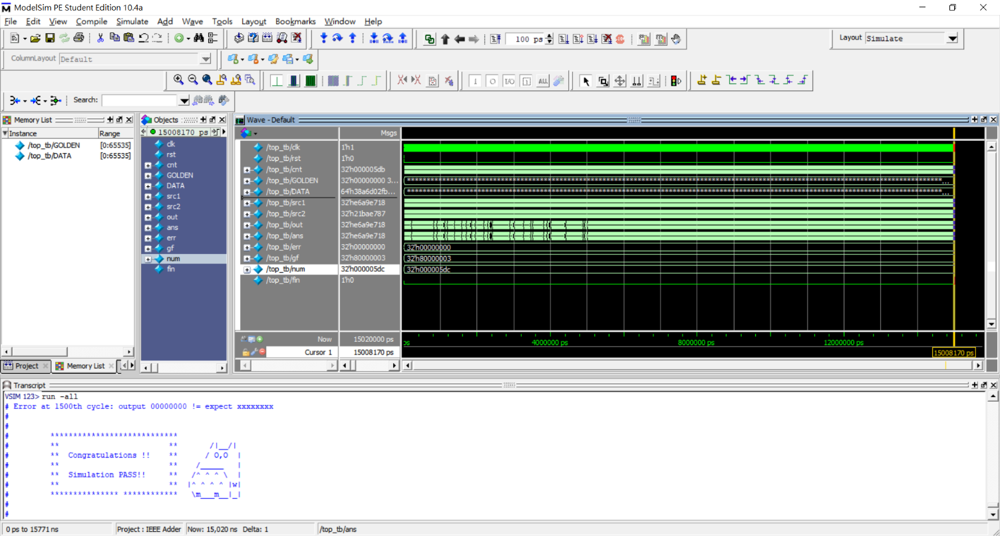 ModelSim PE Student Edition 10.4a
File Edit View Compile Simulate Add Wave Tools Layout Bookmarks Window Help
100 ps
Layout Simulate
ColumnLayout Default
Search:
Memory List
Instance Range
/top_tb/GOLDEN [0:65535]
/top_tb/DATA [0:65535]
Project Memory List
Objects
15008170 ps
clk
rst
cnt
GOLDEN
DATA
src1
src2
out
ans
err
gf
num
fin
Wave - Default
Msgs
/top_tb/clk 1'h1
/top_tb/rst 1'h0
/top_tb/cnt 32'h000005db
/top_tb/GOLDEN 32'h00000000 3...
/top_tb/DATA 64'h38a6d02fb...
/top_tb/src1 32'he6a9e718
/top_tb/src2 32'h21bae787
/top_tb/out 32'he6a9e718
/top_tb/ans 32'he6a9e718
/top_tb/err 32'h00000000 32'h00000000
/top_tb/gf 32'h80000003 32'h80000003
/top_tb/num 32'h000005dc 32'h000005dc
/top_tb/fin 1'h0
Now 15020000 ps
ps 4000000 ps 8000000 ps 12000000 ps
Cursor 1 15008170 ps 15008170 ps
Transcript
VSIM 123> run -all
# Error at 1500th cycle: output 00000000 != expect xxxxxxxx
#
#
# ****************************
# ** ** /|__/|
# ** Congratulations !! ** / O,O |
# ** ** /_____ |
# ** Simulation PASS!! ** /^ ^ ^ \ |
# ** ** |^ ^ ^ ^ |w|
# *************** ************ \m___m__|_|
#
#
0 ps to 15771 ns Project : IEEE Adder Now: 15,020 ns Delta: 1 /top_tb/ans